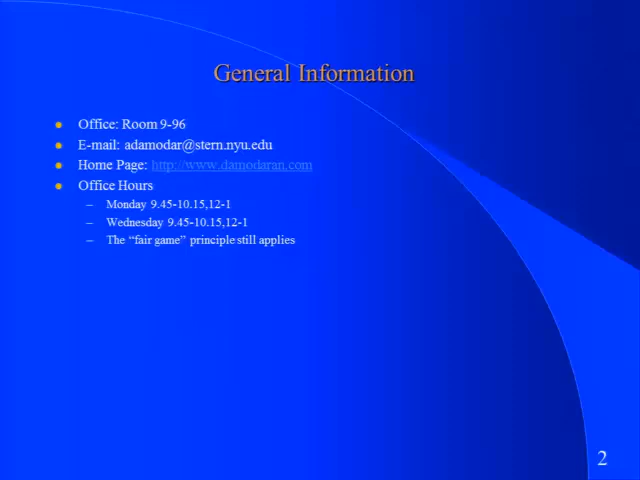 General Information
Office: Room 9-96
E-mail: adamodar@stern.nyu.edu
Home Page: http://www.damodaran.com
Office Hours
– Monday 9.45-10.15,12-1
– Wednesday 9.45-10.15,12-1
– The “fair game” principle still applies
2